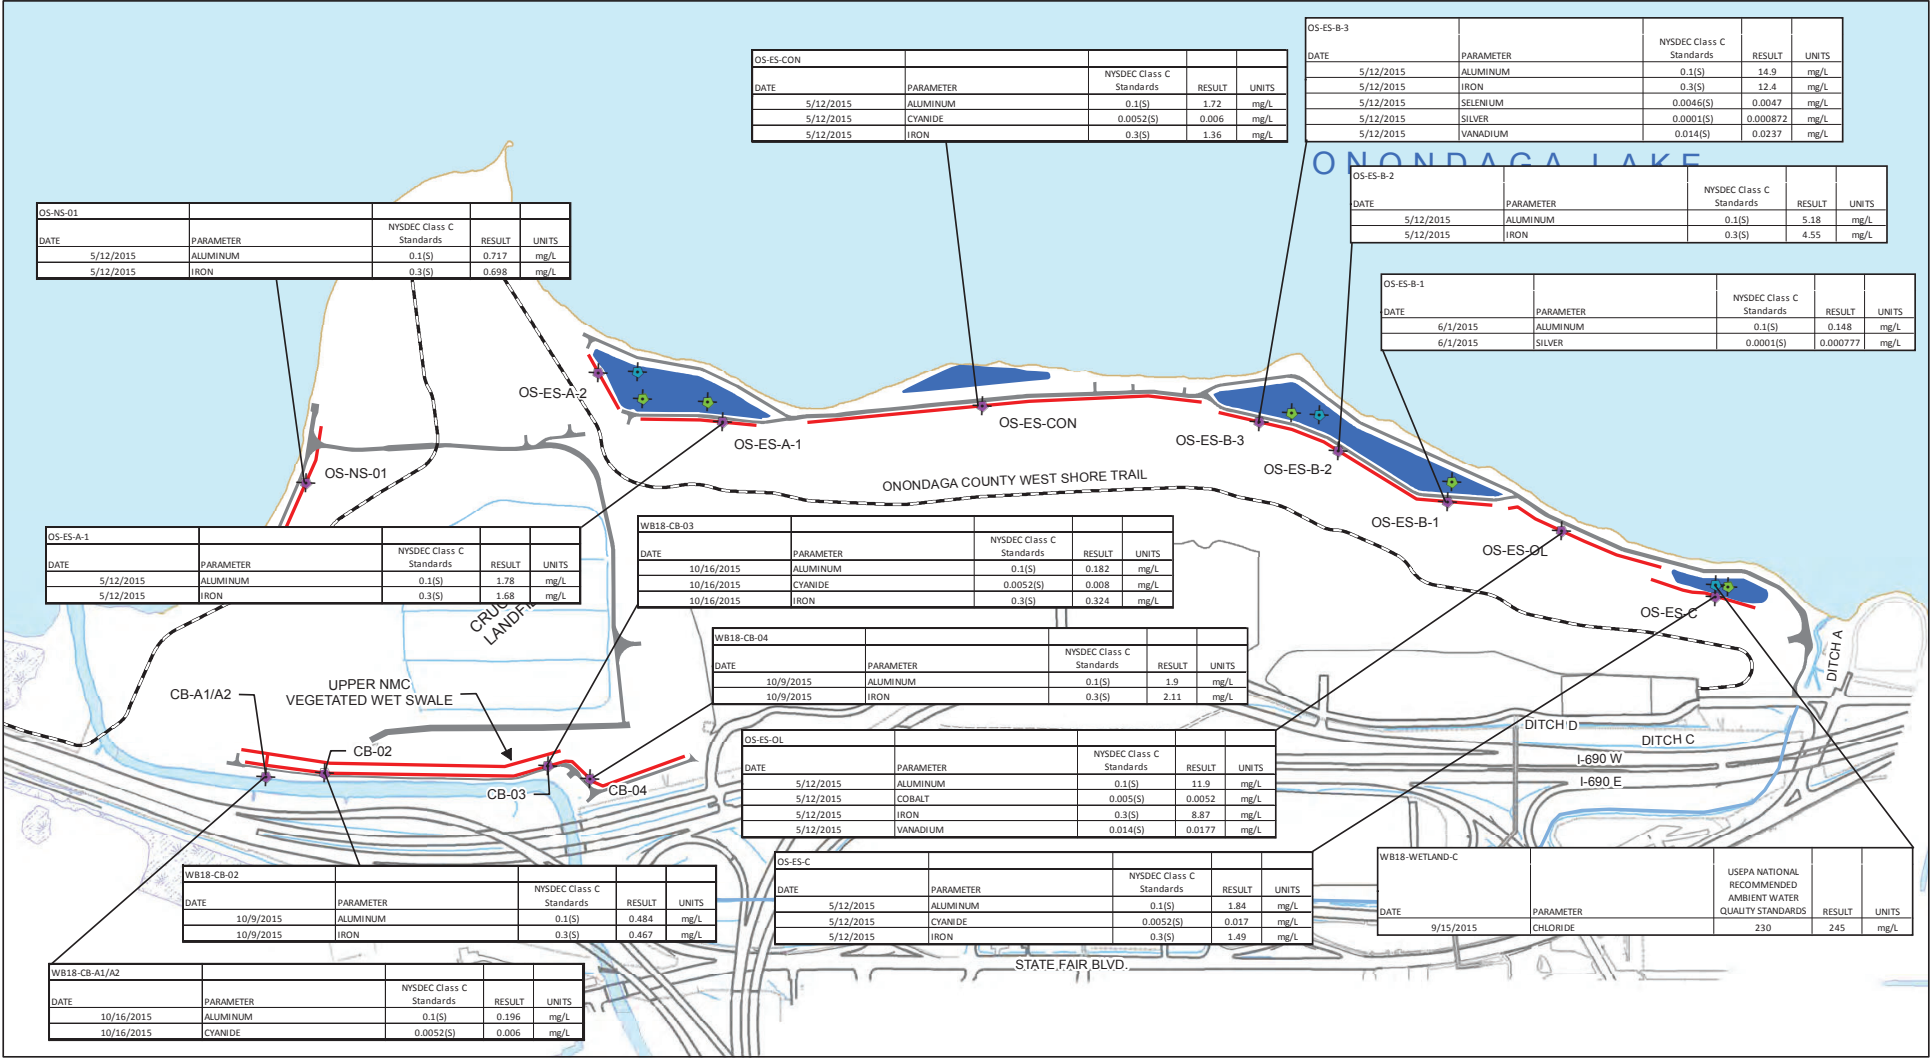 OS-ES-B-3
DATE PARAMETER NYSDEC Class C Standards RESULT UNITS
5/12/2015 ALUMINUM 0.1(S) 14.9 mg/L
5/12/2015 IRON 0.3(S) 12.4 mg/L
5/12/2015 SELENIUM 0.0046(S) 0.0047 mg/L
5/12/2015 SILVER 0.0001(S) 0.000872 mg/L
5/12/2015 VANADIUM 0.014(S) 0.0237 mg/L
OS-ES-CON
DATE PARAMETER NYSDEC Class C Standards RESULT UNITS
5/12/2015 ALUMINUM 0.1(S) 1.72 mg/L
5/12/2015 CYANIDE 0.0052(S) 0.006 mg/L
5/12/2015 IRON 0.3(S) 1.36 mg/L
ONONDAGA LAKE
OS-ES-B-2
DATE PARAMETER NYSDEC Class C Standards RESULT UNITS
5/12/2015 ALUMINUM 0.1(S) 5.18 mg/L
5/12/2015 IRON 0.3(S) 4.55 mg/L
OS-NS-01
DATE PARAMETER NYSDEC Class C Standards RESULT UNITS
5/12/2015 ALUMINUM 0.1(S) 0.717 mg/L
5/12/2015 IRON 0.3(S) 0.698 mg/L
OS-ES-B-1
DATE PARAMETER NYSDEC Class C Standards RESULT UNITS
6/1/2015 ALUMINUM 0.1(S) 0.148 mg/L
6/1/2015 SILVER 0.0001(S) 0.000777 mg/L
OS-ES-A-2
OS-ES-A-1
OS-ES-CON
OS-ES-B-3
OS-ES-B-2
OS-NS-01
ONONDAGA COUNTY WEST SHORE TRAIL
OS-ES-B-1
OS-ES-OL
OS-ES-C
OS-ES-A-1
DATE PARAMETER NYSDEC Class C Standards RESULT UNITS
5/12/2015 ALUMINUM 0.1(S) 1.78 mg/L
5/12/2015 IRON 0.3(S) 1.68 mg/L
WB18-CB-03
DATE PARAMETER NYSDEC Class C Standards RESULT UNITS
10/16/2015 ALUMINUM 0.1(S) 0.182 mg/L
10/16/2015 CYANIDE 0.0052(S) 0.008 mg/L
10/16/2015 IRON 0.3(S) 0.324 mg/L
WB18-CB-04
DATE PARAMETER NYSDEC Class C Standards RESULT UNITS
10/9/2015 ALUMINUM 0.1(S) 1.9 mg/L
10/9/2015 IRON 0.3(S) 2.11 mg/L
DITCH A
CB-A1/A2
UPPER NMC
VEGETATED WET SWALE
CB-02
CB-03
CB-04
DITCH D
DITCH C
I-690 W
I-690 E
OS-ES-OL
DATE PARAMETER NYSDEC Class C Standards RESULT UNITS
5/12/2015 ALUMINUM 0.1(S) 11.9 mg/L
5/12/2015 COBALT 0.005(S) 0.0052 mg/L
5/12/2015 IRON 0.3(S) 8.87 mg/L
5/12/2015 VANADIUM 0.014(S) 0.0177 mg/L
OS-ES-C
DATE PARAMETER NYSDEC Class C Standards RESULT UNITS
5/12/2015 ALUMINUM 0.1(S) 1.84 mg/L
5/12/2015 CYANIDE 0.0052(S) 0.017 mg/L
5/12/2015 IRON 0.3(S) 1.49 mg/L
WB18-WETLAND-C
DATE PARAMETER USEPA NATIONAL RECOMMENDED AMBIENT WATER QUALITY STANDARDS RESULT UNITS
9/15/2015 CHLORIDE 230 245 mg/L
WB18-CB-02
DATE PARAMETER NYSDEC Class C Standards RESULT UNITS
10/9/2015 ALUMINUM 0.1(S) 0.484 mg/L
10/9/2015 IRON 0.3(S) 0.467 mg/L
STATE FAIR BLVD.
WB18-CB-A1/A2
DATE PARAMETER NYSDEC Class C Standards RESULT UNITS
10/16/2015 ALUMINUM 0.1(S) 0.196 mg/L
10/16/2015 CYANIDE 0.0052(S) 0.006 mg/L